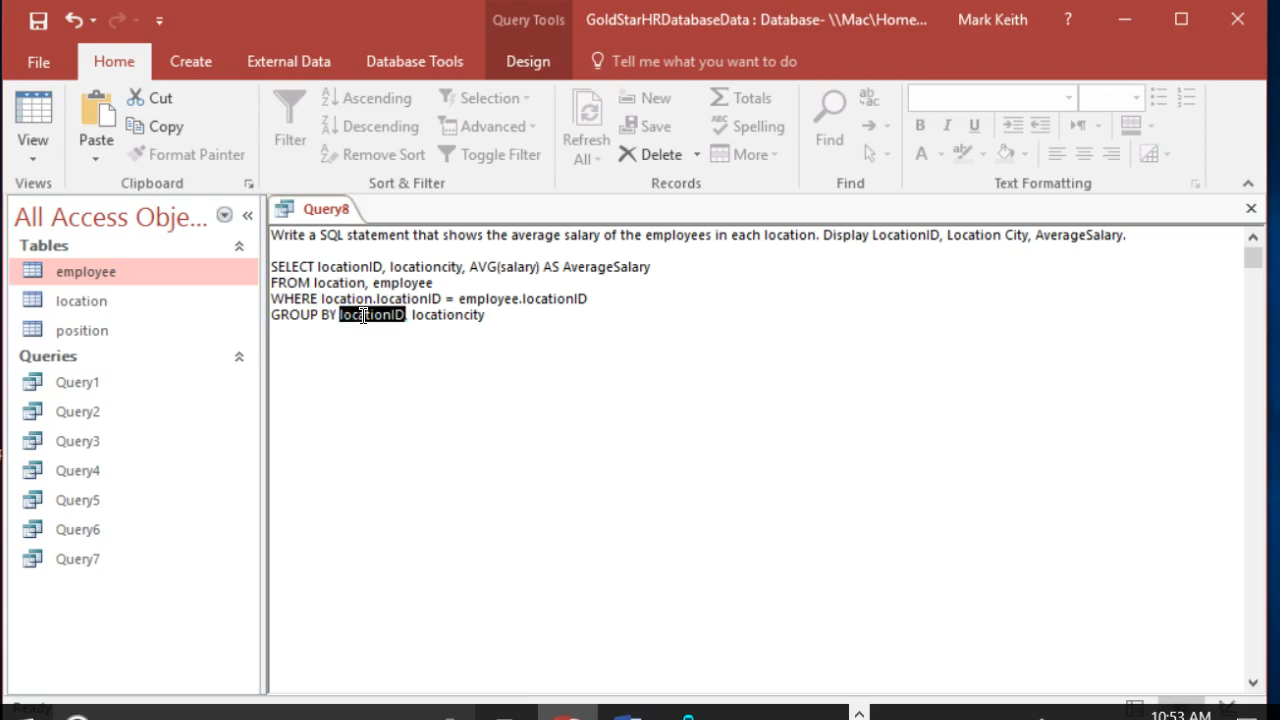 Query Tools
GoldStarHRDatabaseData : Database- \\Mac\Home...
Mark Keith
?
File
Home
Create
External Data
Database Tools
Design
Tell me what you want to do
View
Paste
Cut
Copy
Format Painter
Filter
Ascending
Descending
Remove Sort
Selection
Advanced
Toggle Filter
Refresh
All
New
Save
Delete
Totals
Spelling
More
Find
B
I
U
A
Views
Clipboard
Sort & Filter
Records
Find
Text Formatting
All Access Obje...
Tables
employee
location
position
Queries
Query1
Query2
Query3
Query4
Query5
Query6
Query7
Query8
Write a SQL statement that shows the average salary of the employees in each location. Display LocationID, Location City, AverageSalary.
SELECT locationID, locationcity, AVG(salary) AS AverageSalary
FROM location, employee
WHERE location.locationID = employee.locationID
GROUP BY locationID, locationcity
Ready
10:53 AM